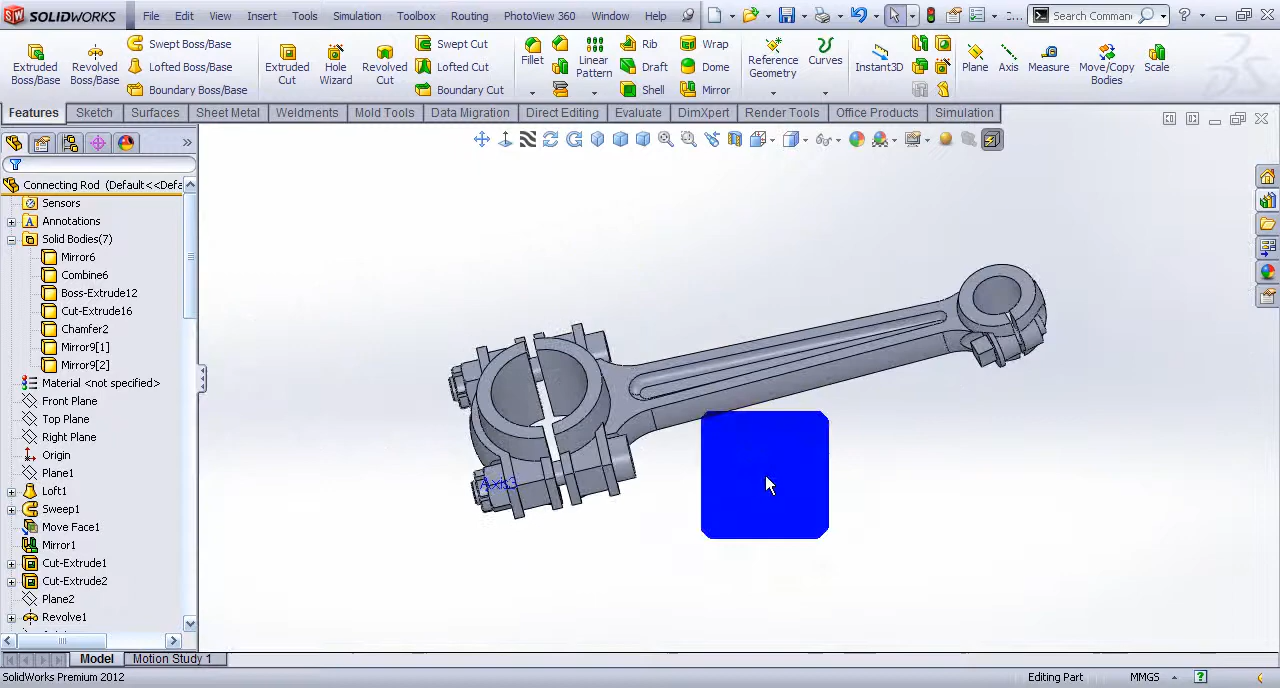 SOLIDWORKS File Edit View Insert Tools Simulation Toolbox Routing PhotoView 360 Window Help Search Comman
Extruded Boss/Base
Revolved Boss/Base
Swept Boss/Base
Lofted Boss/Base
Boundary Boss/Base
Extruded Cut
Hole Wizard
Revolved Cut
Swept Cut
Lofted Cut
Boundary Cut
Fillet
Linear Pattern
Rib
Draft
Shell
Wrap
Dome
Mirror
Reference Geometry
Curves
Instant3D
Plane
Axis
Measure
Move/Copy Bodies
Scale
Features Sketch Surfaces Sheet Metal Weldments Mold Tools Data Migration Direct Editing Evaluate DimXpert Render Tools Office Products Simulation
Connecting Rod (Default<<Defa
Sensors
Annotations
Solid Bodies(7)
Mirror6
Combine6
Boss-Extrude12
Cut-Extrude16
Chamfer2
Mirror9[1]
Mirror9[2]
Material <not specified>
Front Plane
Top Plane
Right Plane
Origin
Plane1
Loft1
Sweep1
Move Face1
Mirror1
Cut-Extrude1
Cut-Extrude2
Plane2
Revolve1
Axis3
Model Motion Study 1
SolidWorks Premium 2012 Editing Part MMGS